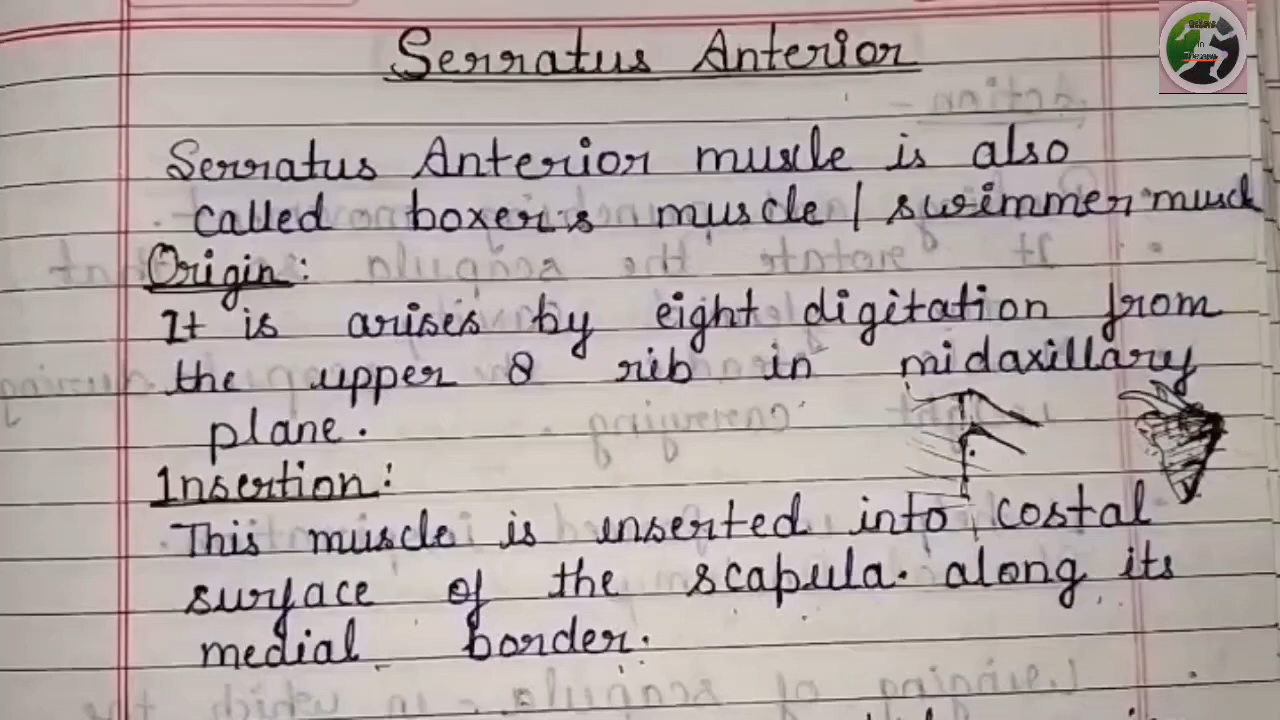 Serratus Anterior
Serratus Anterior muscle is also
called boxer's muscle / swimmer muscle
Origin:
It is arises by eight digitation from
the upper 8 rib in midaxillary
plane.
Insertion:
This muscle is inserted into costal
surface of the scapula. along its
medial border.